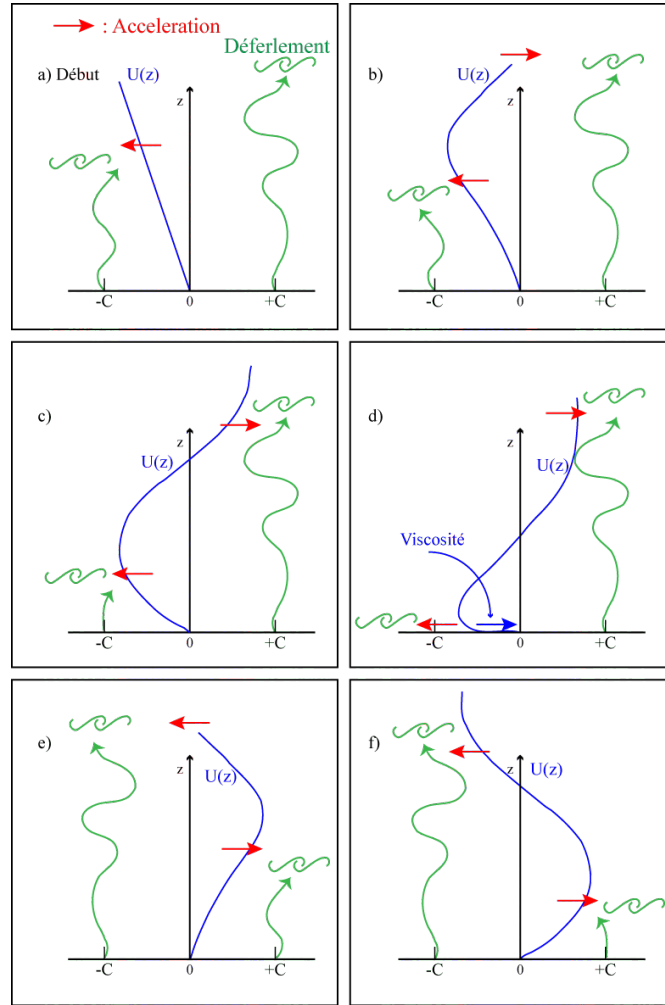 : Acceleration
Déferlement
a) Début
U(z)
z
-C
0
+C
b)
z
-C
0
+C
c)
z
U(z)
-C
0
+C
d)
z
U(z)
Viscosité
-C
0
+C
e)
z
U(z)
-C
0
+C
f)
z
U(z)
-C
0
+C